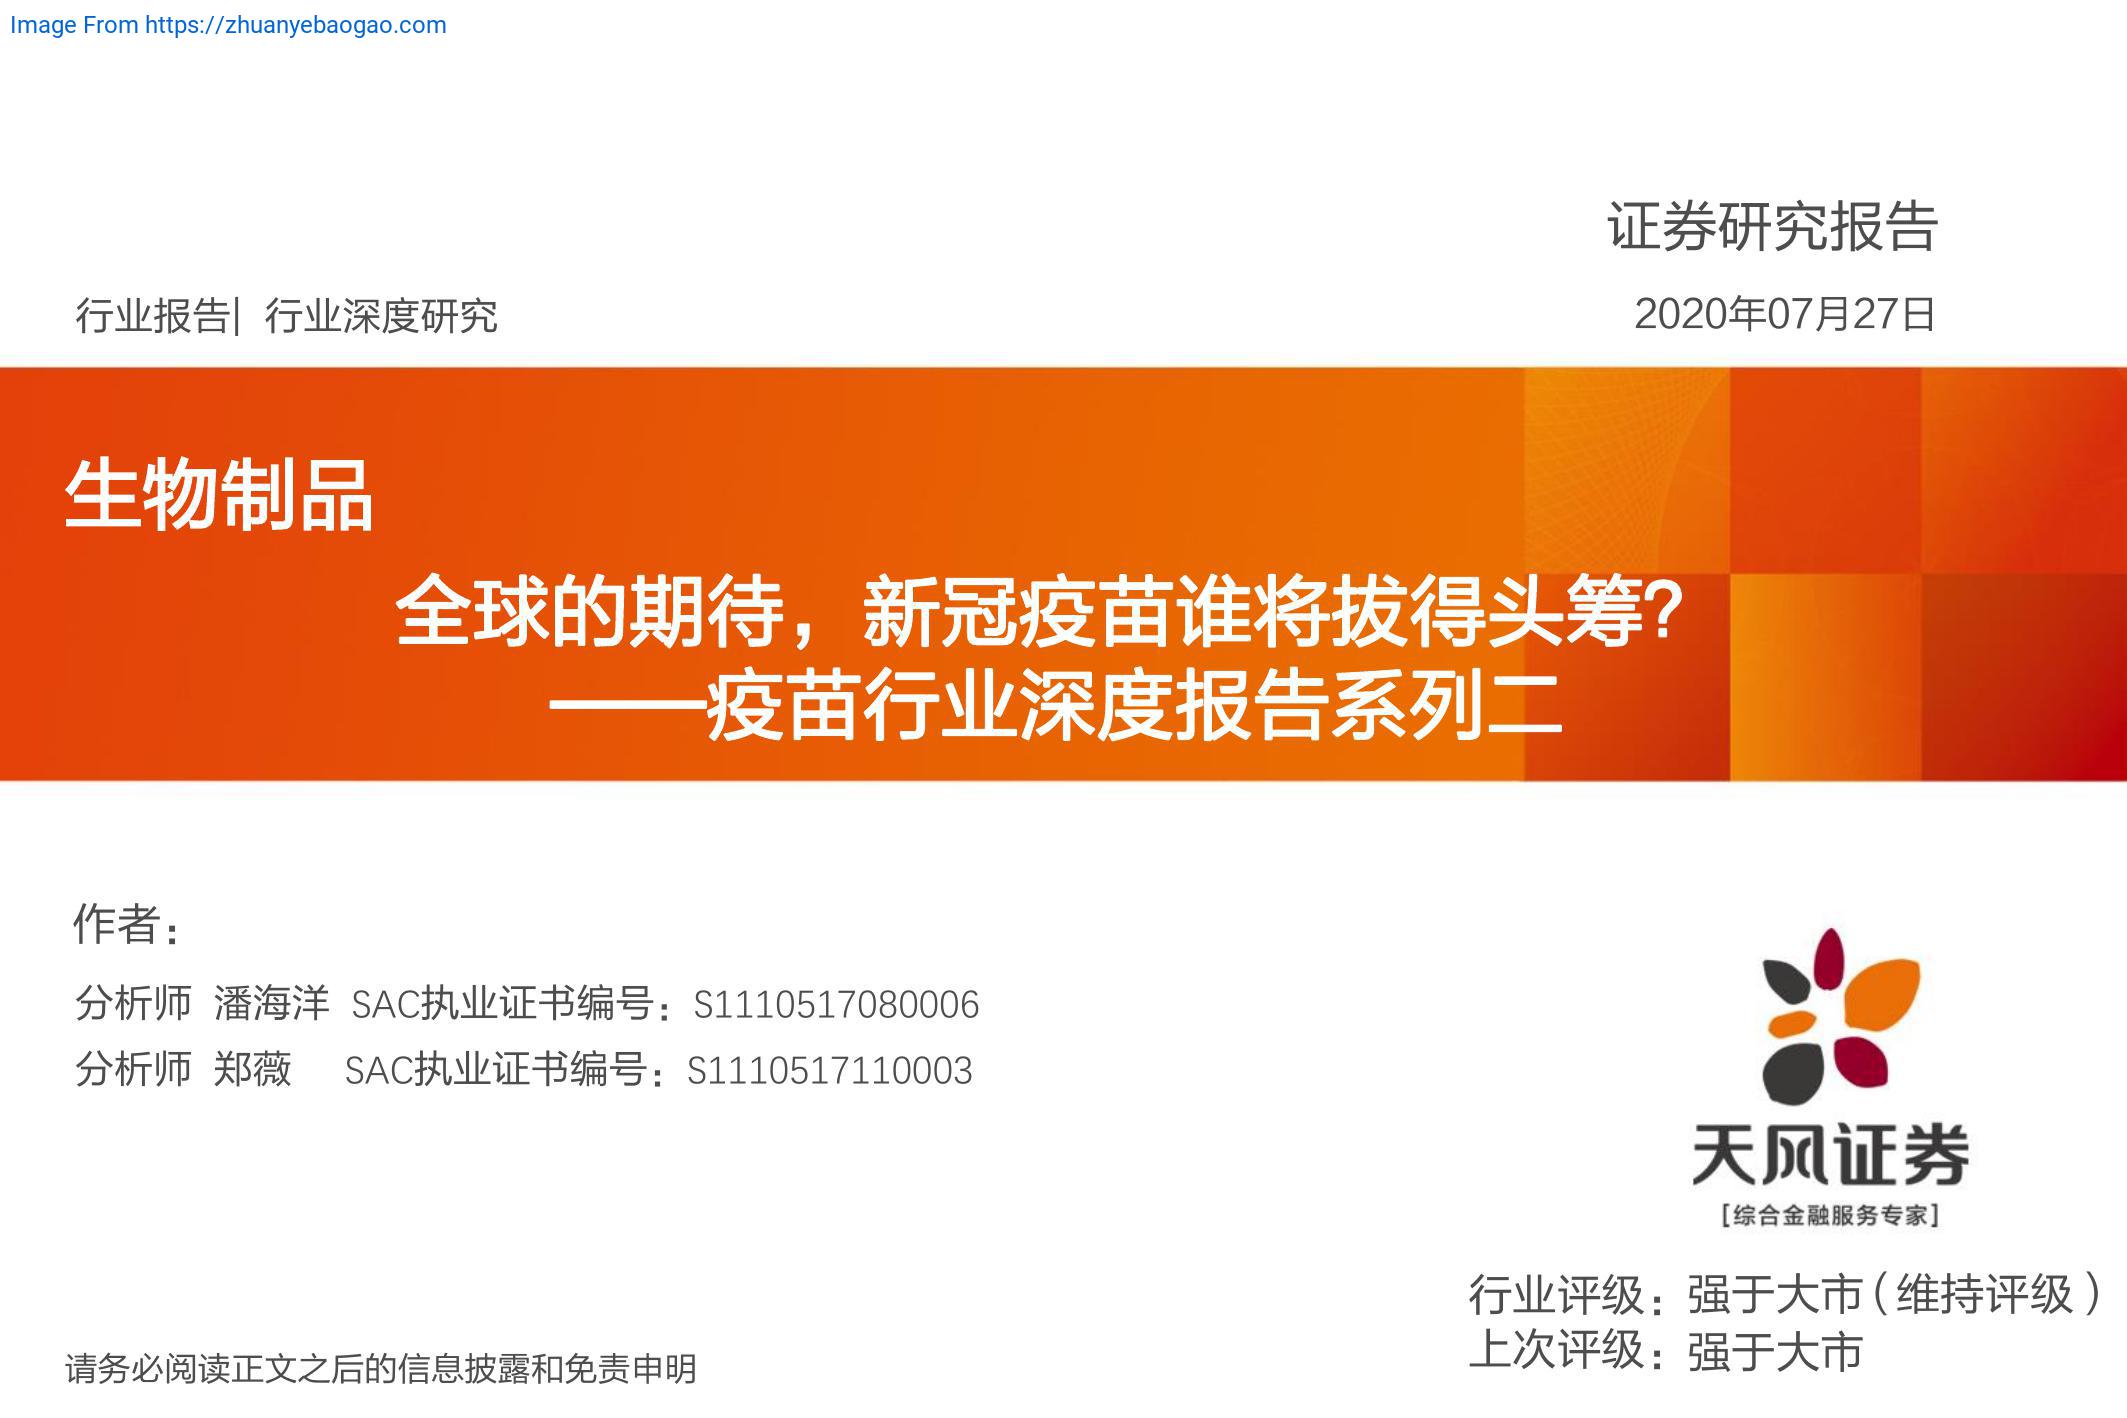 Image From https://zhuanyebaogao.com
证券研究报告
行业报告| 行业深度研究
2020年07月27日
生物制品
全球的期待，新冠疫苗谁将拔得头筹?
——疫苗行业深度报告系列二
作者：
分析师 潘海洋 SAC执业证书编号：S1110517080006
分析师 郑薇 SAC执业证书编号：S1110517110003
天风证券
[综合金融服务专家]
行业评级：强于大市(维持评级)
上次评级：强于大市
请务必阅读正文之后的信息披露和免责申明